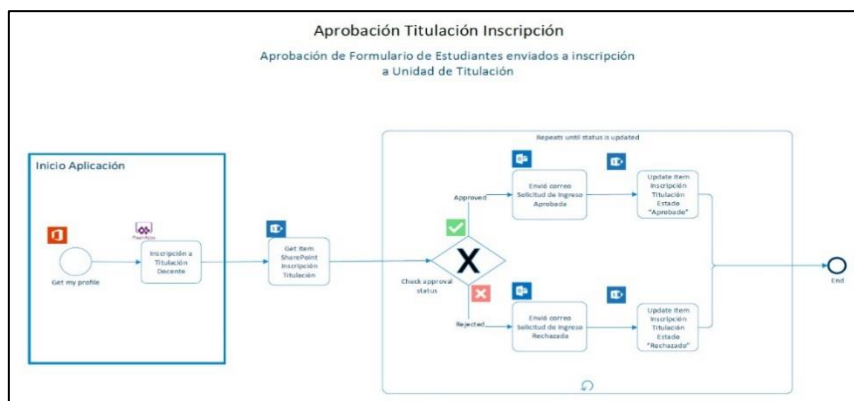 Aprobación Titulación Inscripción
Aprobación de Formulario de Estudiantes enviados a inscripción
a Unidad de Titulación
Inicio Aplicación
Get my profile
PowerApps
Inscripción a
Titulación
Docente
Get Item
SharePoint
Inscripción
Titulación
Repeats until status is updated
Check approval
status
Approved
Envió correo
Solicitud de Ingreso
Aprobada
Update Item
Inscripción
Titulación
Estado
"Aprobado"
Rejected
Envió correo
Solicitud de Ingreso
Rechazada
Update Item
Inscripción
Titulación
Estado
"Rechazado"
End